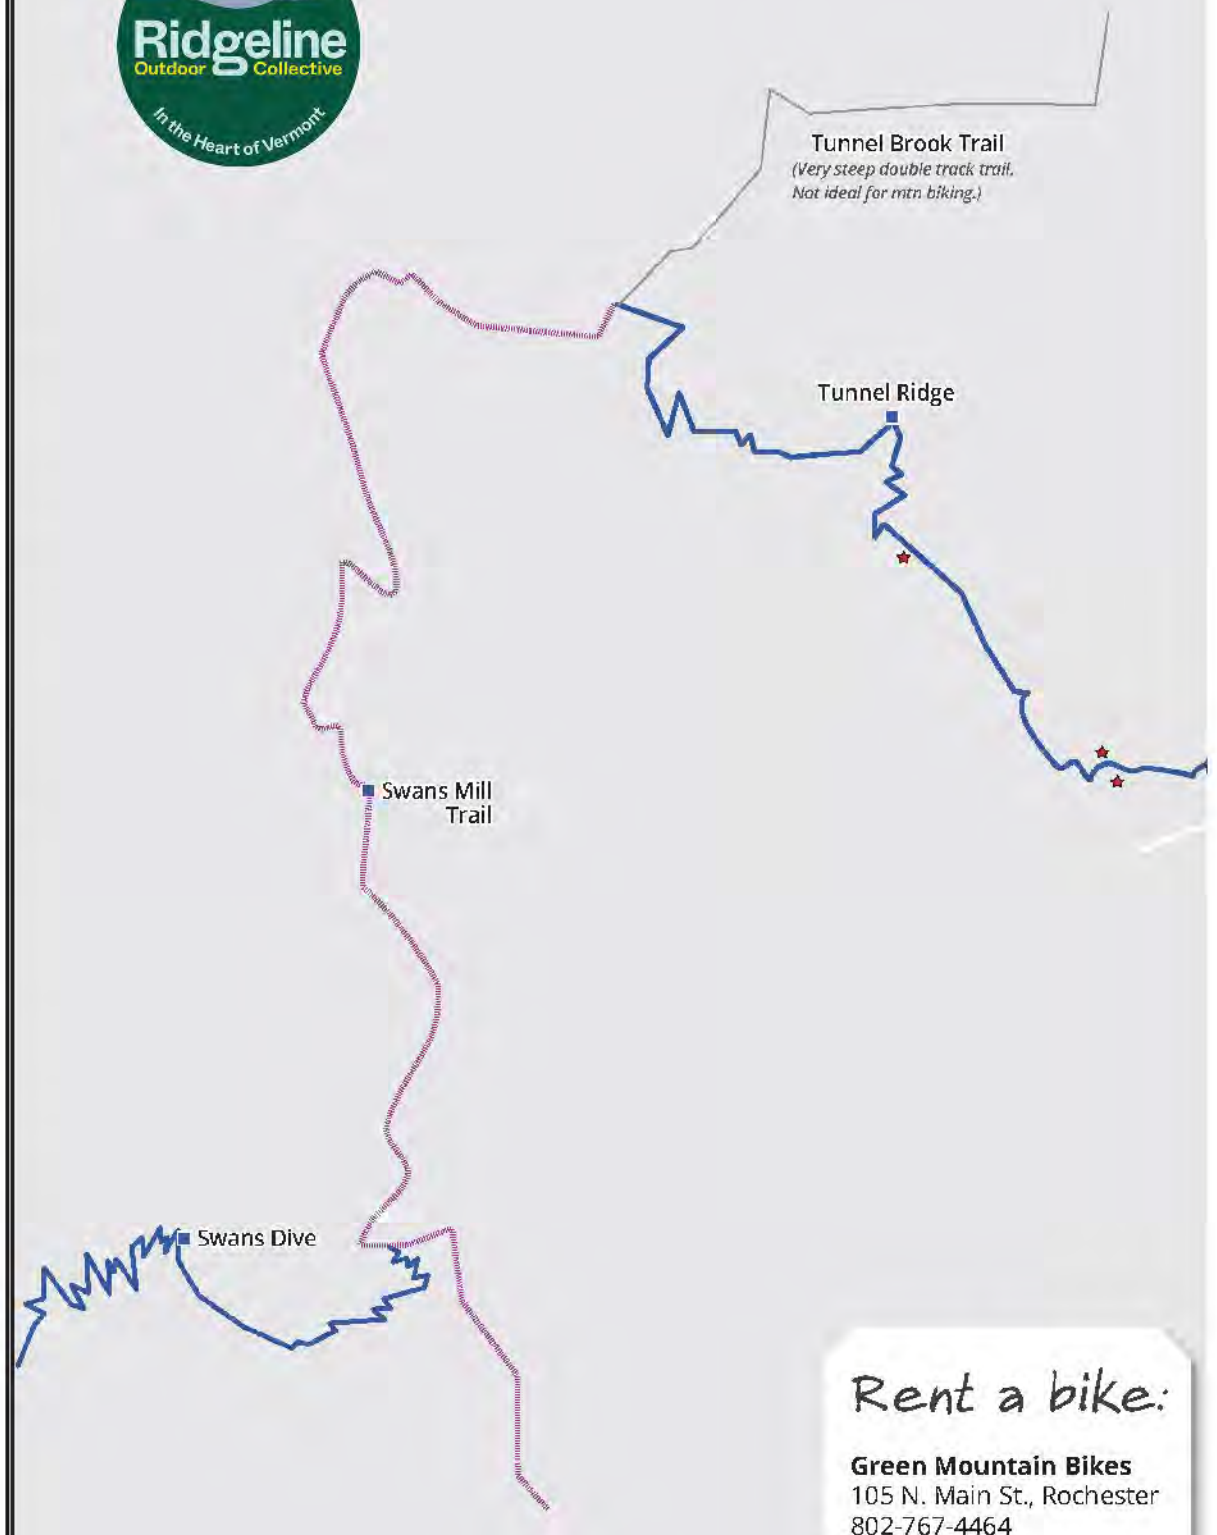 Ridgeline
Outdoor Collective
In the Heart of Vermont
Tunnel Brook Trail
(Very steep double track trail.
Not ideal for mtn biking.)
Tunnel Ridge
Swans Mill
Trail
Swans Dive
Rent a bike:
Green Mountain Bikes
105 N. Main St., Rochester
802-767-4464